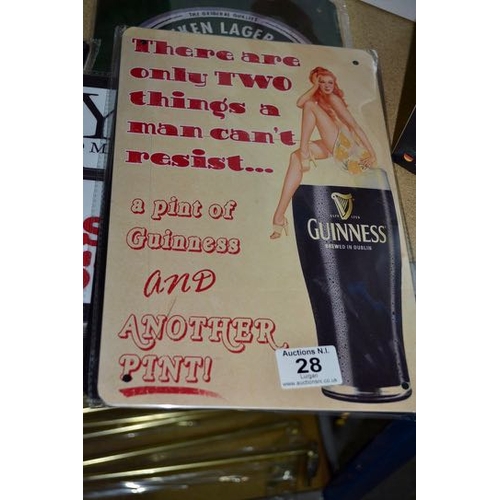 KEN LAGER
There are
only TWO
things a
man can't
resist...
a pint of
Guinness
AND
ANOTHER
PINT!
GUINNESS
BREWED IN DUBLIN
Auctions N.I.
28
Lurgan
www.auctionsni.co.uk